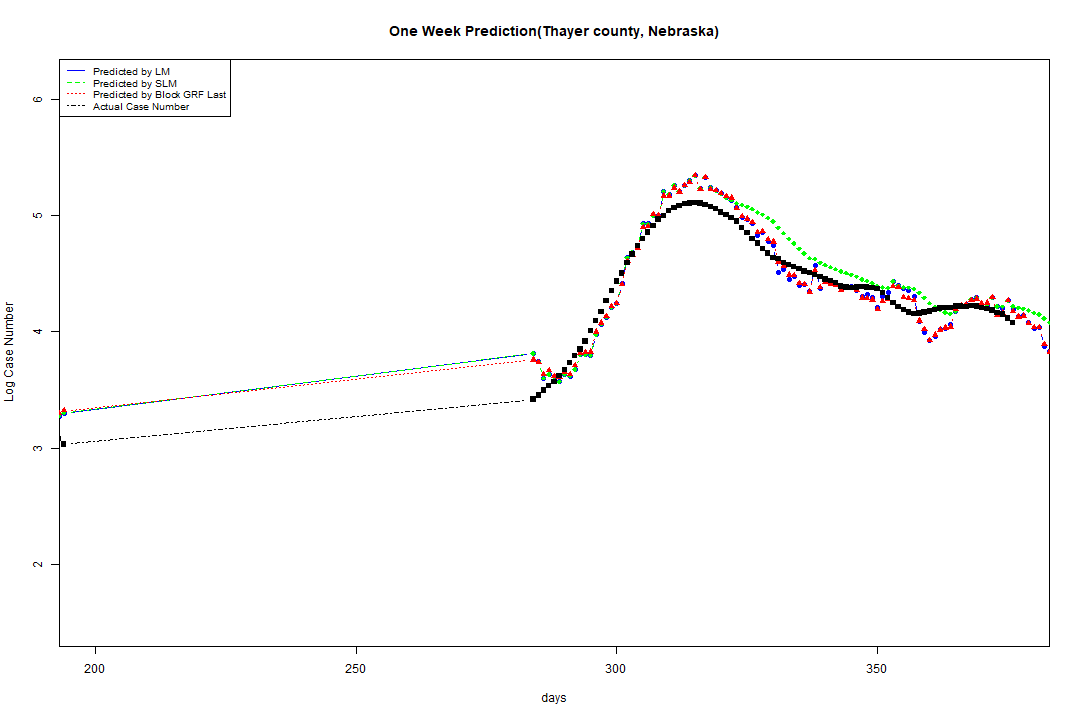 One Week Prediction(Thayer county, Nebraska)
Predicted by LM
Predicted by SLM
Predicted by Block GRF Last
Actual Case Number
6
5
4
3
2
Log Case Number
200
250
300
350
days